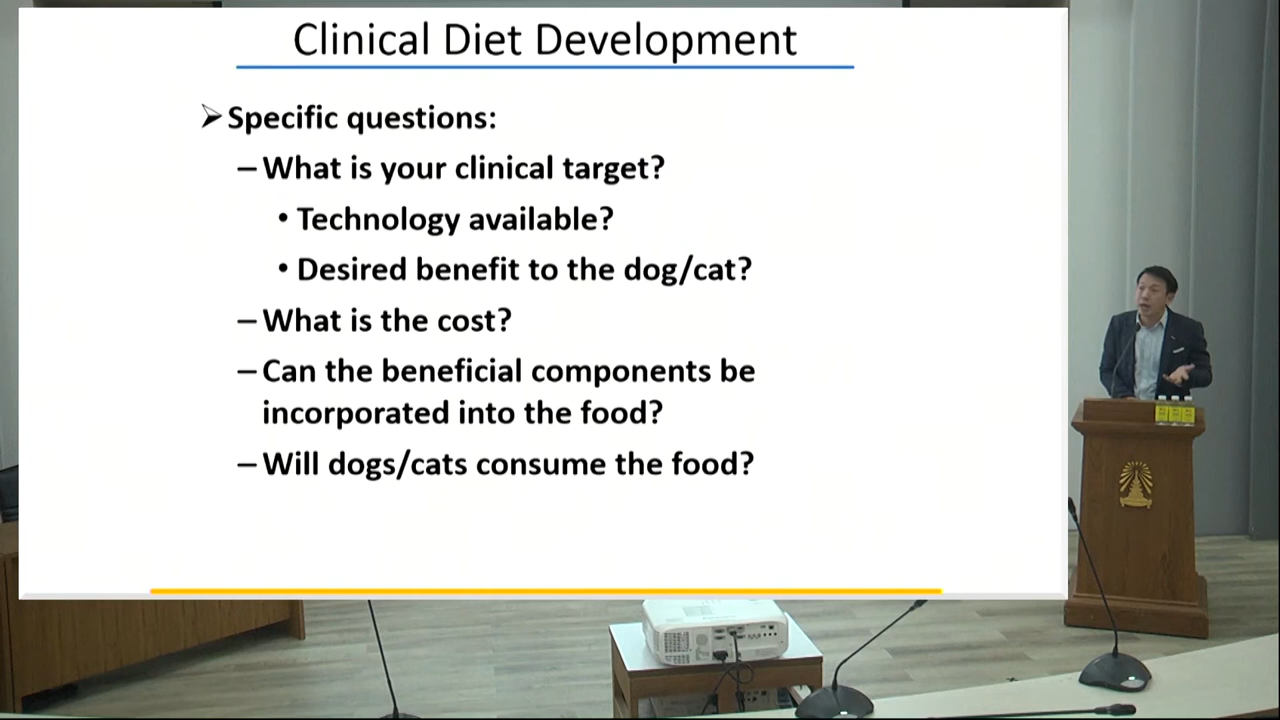 Clinical Diet Development
➢ Specific questions:
– What is your clinical target?
• Technology available?
• Desired benefit to the dog/cat?
– What is the cost?
– Can the beneficial components be
incorporated into the food?
– Will dogs/cats consume the food?